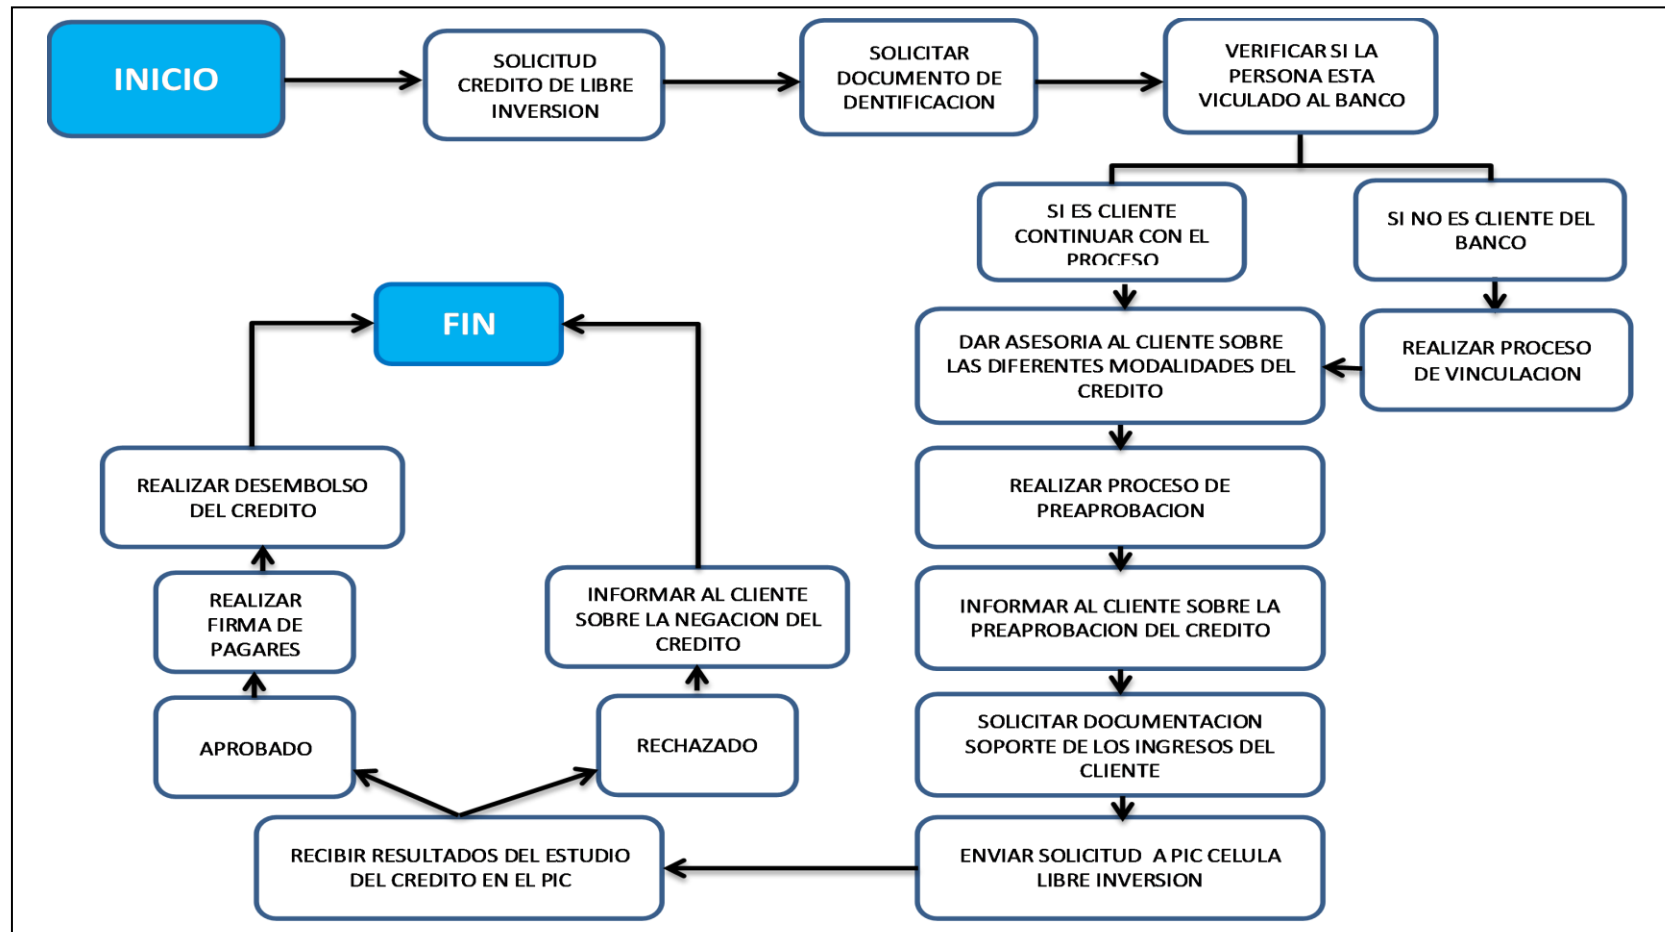 INICIO
SOLICITUD
CREDITO DE LIBRE
INVERSION
SOLICITAR
DOCUMENTO DE
DENTIFICACION
VERIFICAR SI LA
PERSONA ESTA
VICULADO AL BANCO
SI ES CLIENTE
CONTINUAR CON EL
PROCESO
SI NO ES CLIENTE DEL
BANCO
REALIZAR PROCESO
DE VINCULACION
DAR ASESORIA AL CLIENTE SOBRE
LAS DIFERENTES MODALIDADES DEL
CREDITO
REALIZAR PROCESO DE
PREAPROBACION
INFORMAR AL CLIENTE SOBRE LA
PREAPROBACION DEL CREDITO
SOLICITAR DOCUMENTACION
SOPORTE DE LOS INGRESOS DEL
CLIENTE
ENVIAR SOLICITUD  A PIC CELULA
LIBRE INVERSION
RECIBIR RESULTADOS DEL ESTUDIO
DEL CREDITO EN EL PIC
APROBADO
REALIZAR
FIRMA DE
PAGARES
REALIZAR DESEMBOLSO
DEL CREDITO
RECHAZADO
INFORMAR AL CLIENTE
SOBRE LA NEGACION DEL
CREDITO
FIN